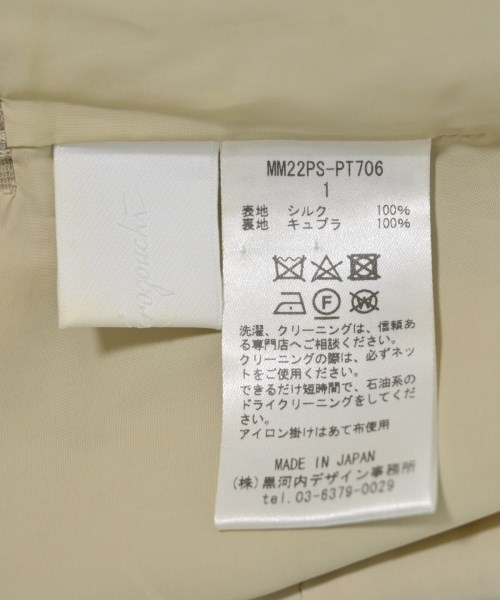 MM22PS-PT706
1
表地 シルク 100%
裏地 キュプラ 100%
洗濯、クリーニングは、信頼あ
る専門店へご相談ください。
クリーニングの際は、必ずネッ
トをご使用ください。
できるだけ短時間で、石油系の
ドライクリーニングをしてくだ
さい。
アイロン掛けはあて布使用
MADE IN JAPAN
(株)黒河内デザイン事務所
tel.03-6379-0029